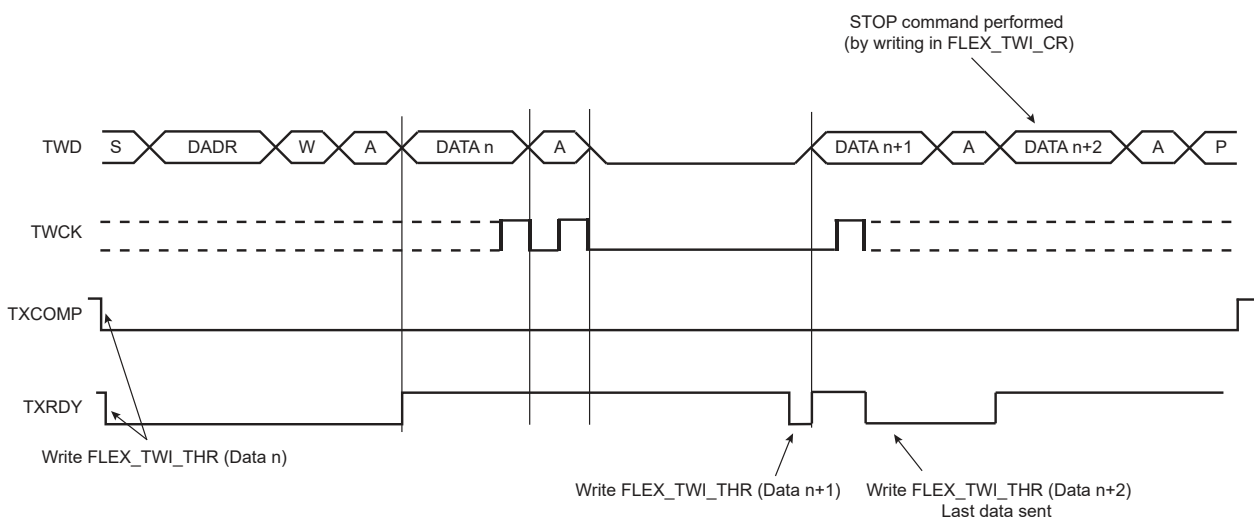 STOP command performed
(by writing in FLEX_TWI_CR)
TWD S DADR W A DATA n A DATA n+1 A DATA n+2 A P
TWCK
TXCOMP
TXRDY
Write FLEX_TWI_THR (Data n)
Write FLEX_TWI_THR (Data n+1) Write FLEX_TWI_THR (Data n+2)
Last data sent